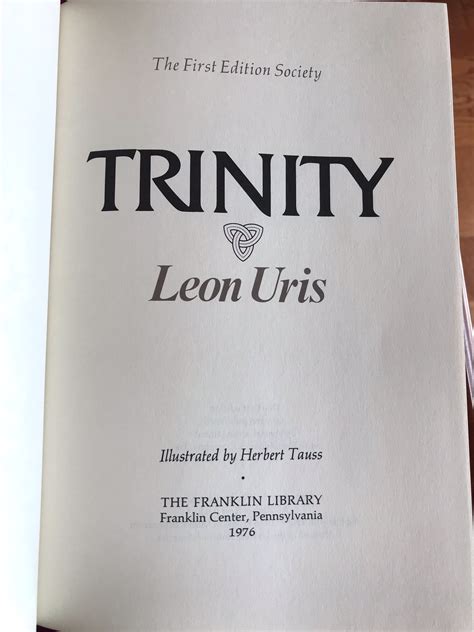 The First Edition Society
TRINITY
Leon Uris
Illustrated by Herbert Tauss
THE FRANKLIN LIBRARY
Franklin Center, Pennsylvania
1976